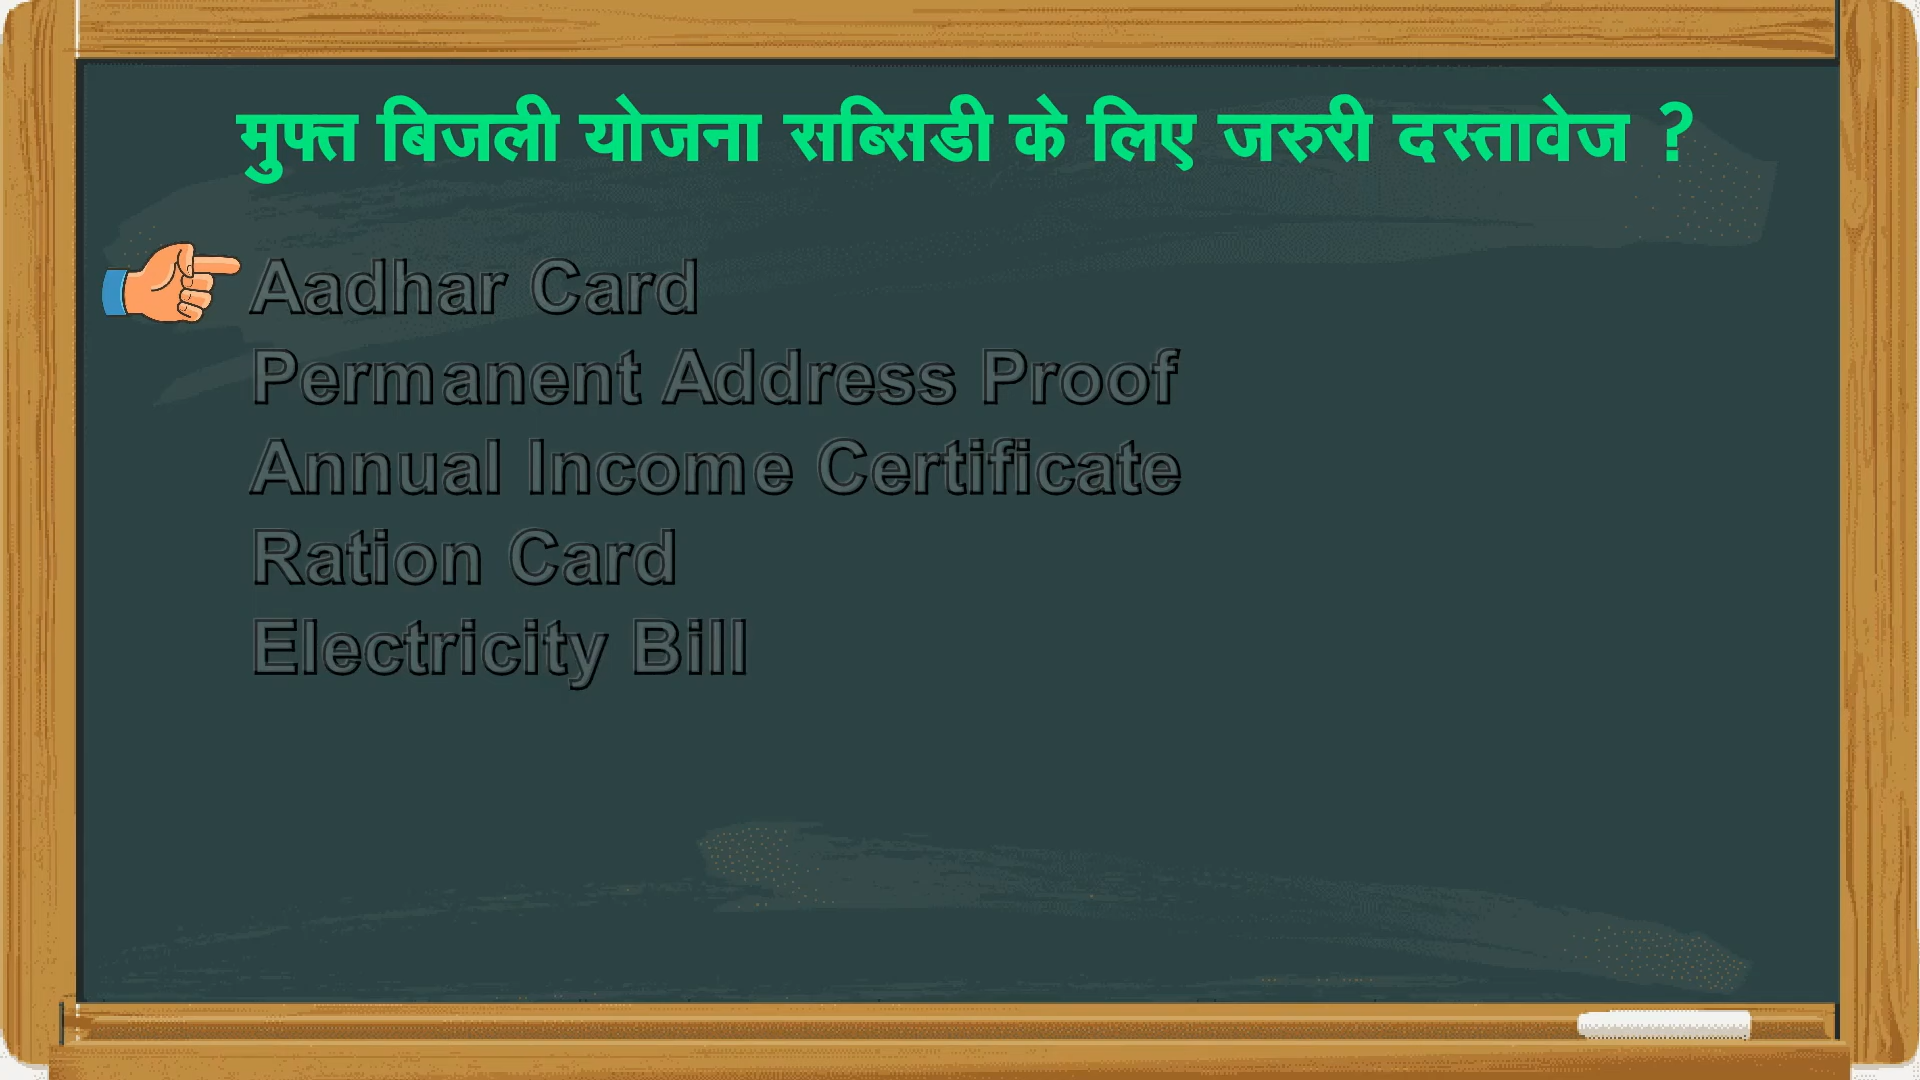 मुफ्त बिजली योजना सब्सिडी के लिए जरुरी दस्तावेज ?
Aadhar Card
Permanent Address Proof
Annual Income Certificate
Ration Card
Electricity Bill